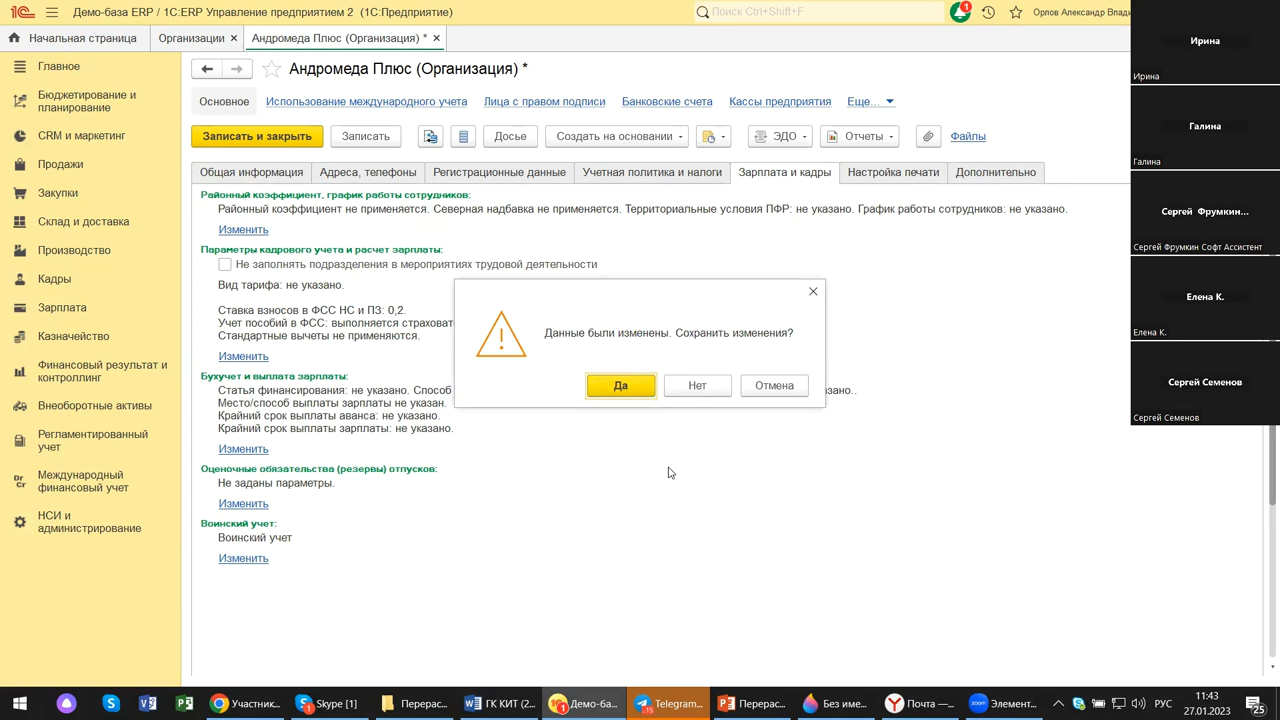 Демо-база ERP / 1С:ERP Управление предприятием 2 (1С:Предприятие)
Поиск Ctrl+Shift+F
1
Орлов Александр Влад
Начальная страница
Организации ×
Андромеда Плюс (Организация) * ×
Главное
Бюджетирование и
планирование
CRM и маркетинг
Продажи
Закупки
Склад и доставка
Производство
Кадры
Зарплата
Казначейство
Финансовый результат и
контроллинг
Внеоборотные активы
Регламентированный
учет
Международный
финансовый учет
НСИ и
администрирование
Андромеда Плюс (Организация) *
Основное
Использование международного учета
Лица с правом подписи
Банковские счета
Кассы предприятия
Еще...
Записать и закрыть
Записать
Досье
Создать на основании
ЭДО
Отчеты
Файлы
Общая информация
Адреса, телефоны
Регистрационные данные
Учетная политика и налоги
Зарплата и кадры
Настройка печати
Дополнительно
Районный коэффициент, график работы сотрудников:
Районный коэффициент не применяется. Северная надбавка не применяется. Территориальные условия ПФР: не указано. График работы сотрудников: не указано.
Изменить
Параметры кадрового учета и расчет зарплаты:
Не заполнять подразделения в мероприятиях трудовой деятельности
Вид тарифа: не указано.
Ставка взносов в ФСС НС и ПЗ: 0,2.
Учет пособий в ФСС: выполняется страховат
Стандартные вычеты не применяются.
Изменить
Бухучет и выплата зарплаты:
Статья финансирования: не указано. Способ
азано..
Место/способ выплаты зарплаты не указан.
Крайний срок выплаты аванса: не указано.
Крайний срок выплаты зарплаты: не указано.
Изменить
Оценочные обязательства (резервы) отпусков:
Не заданы параметры.
Изменить
Воинский учет:
Воинский учет
Изменить
Данные были изменены. Сохранить изменения?
Да
Нет
Отмена
Ирина
Ирина
Галина
Галина
Сергей Фрумкин...
Сергей Фрумкин Софт Ассистент
Елена К.
Елена К.
Сергей Семенов
Сергей Семенов
Участник...
Skype [1]
Перерас...
ГК КИТ (...
Демо-ба...
Telegram...
Перерас...
Без име...
Почта —...
Элемент...
РУС
11:43
27.01.2023
25